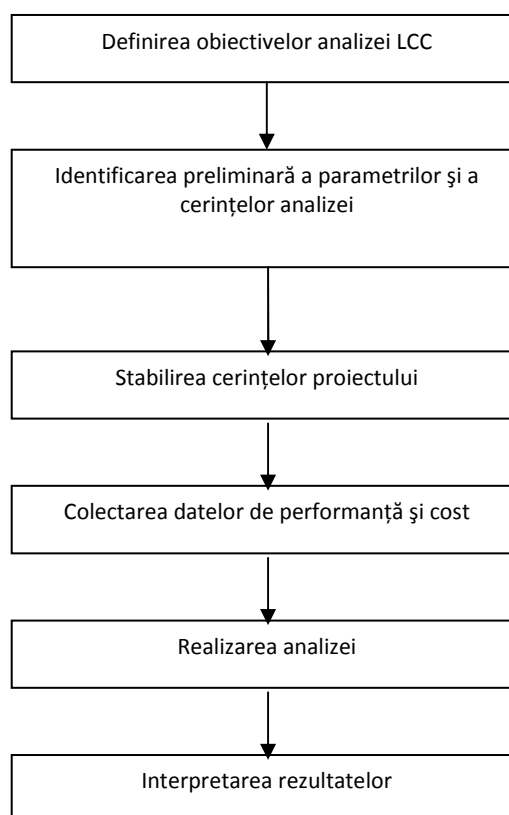 Definirea obiectivelor analizei LCC
Identificarea preliminară a parametrilor şi a
cerințelor analizei
Stabilirea cerințelor proiectului
Colectarea datelor de performanță şi cost
Realizarea analizei
Interpretarea rezultatelor